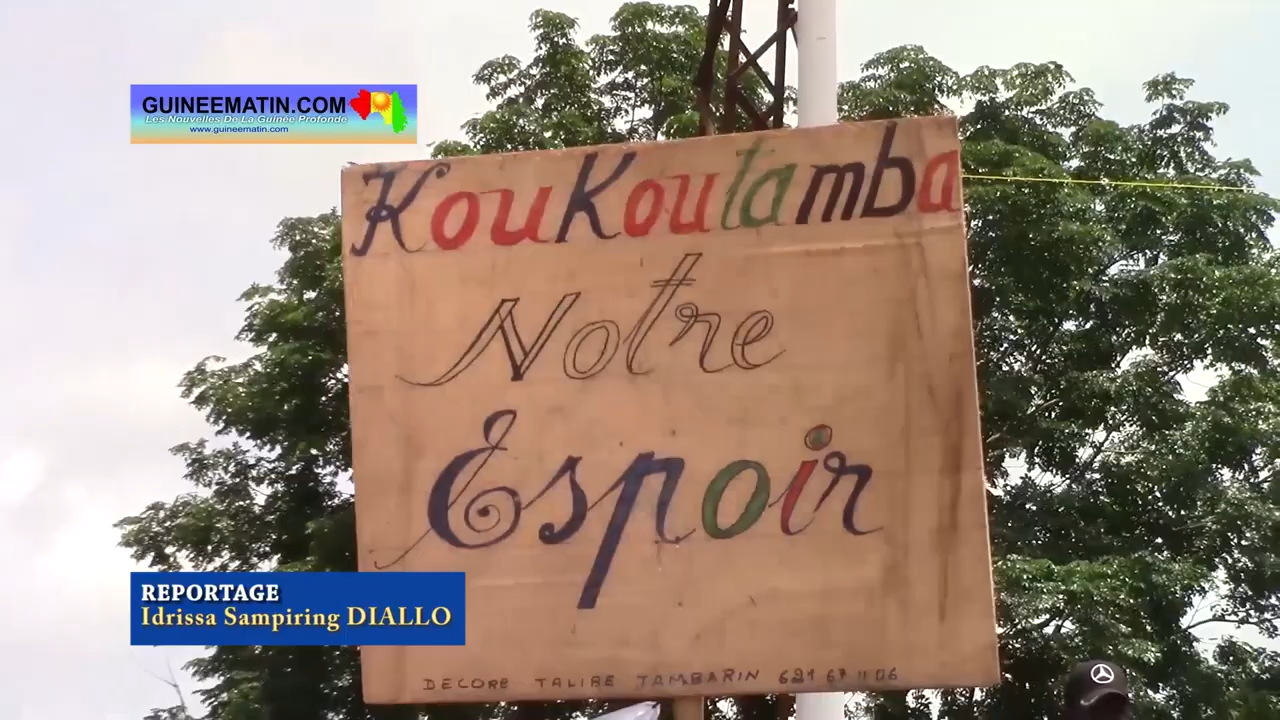 GUINEEMATIN.COM
Les Nouvelles De La Guinée Profonde
www.guineematin.com
KouKoutamba
Notre
Espoir
REPORTAGE
Idrissa Sampiring DIALLO
DECORE TALIBE TAMBARIN 621 67 11 06